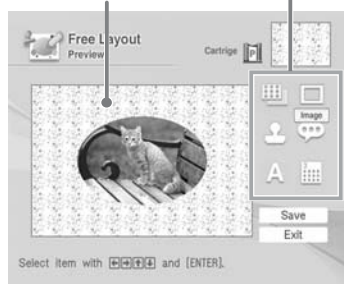 Free Layout
Preview
Cartrige P
Image
A
Save
Exit
Select item with ←→↑↓ and [ENTER].